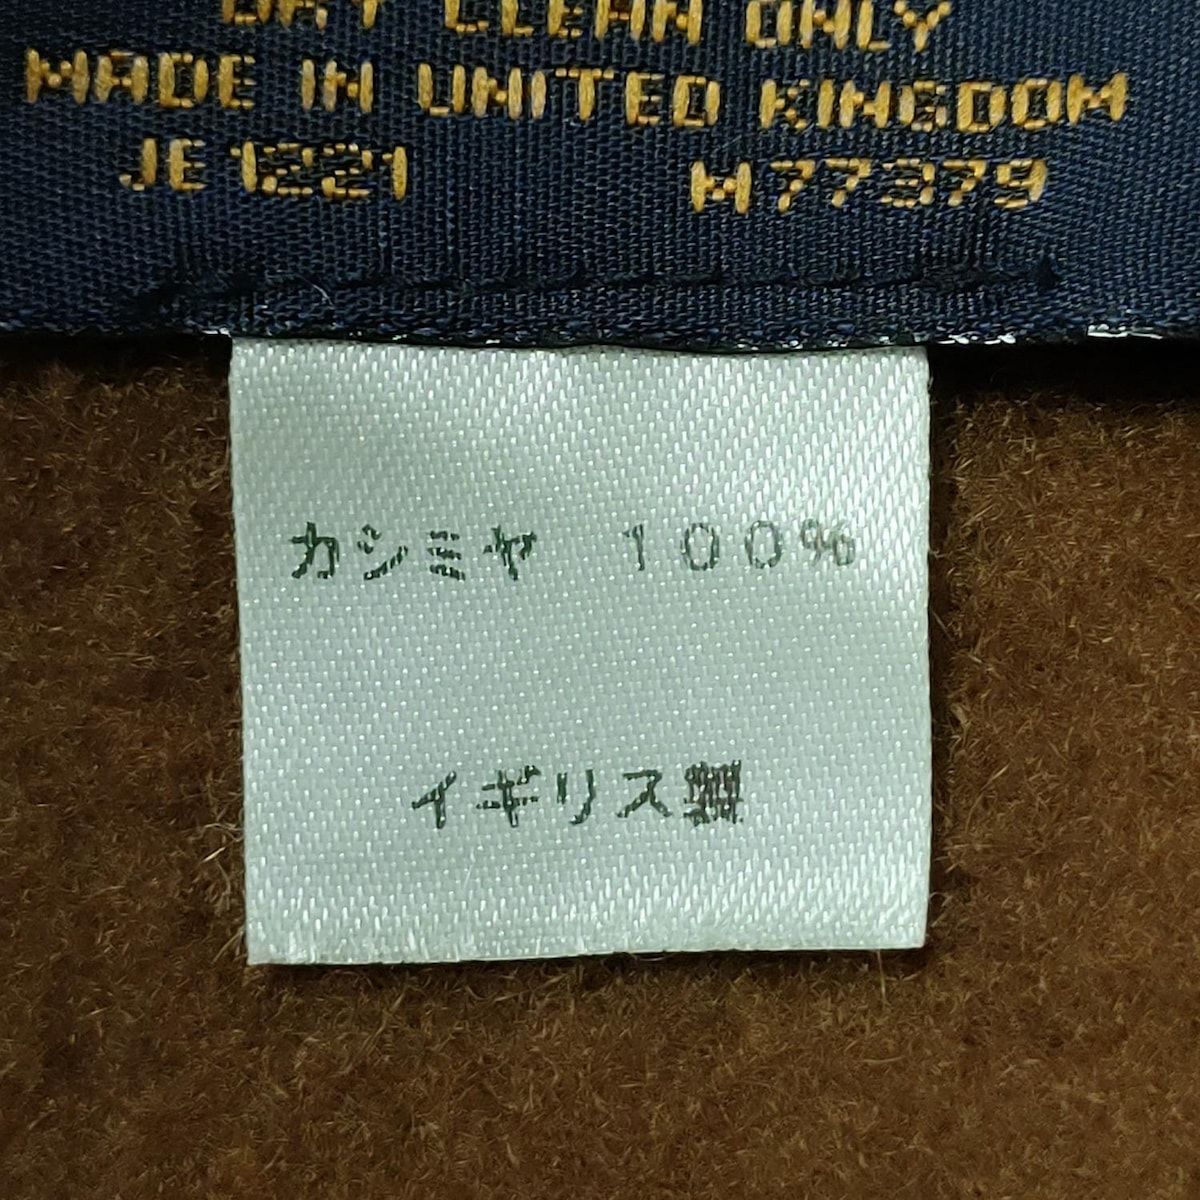 DRY CLEAN ONLY
MADE IN UNITED KINGDOM
JE 1221 M77379
カシミヤ 100%
イギリス製